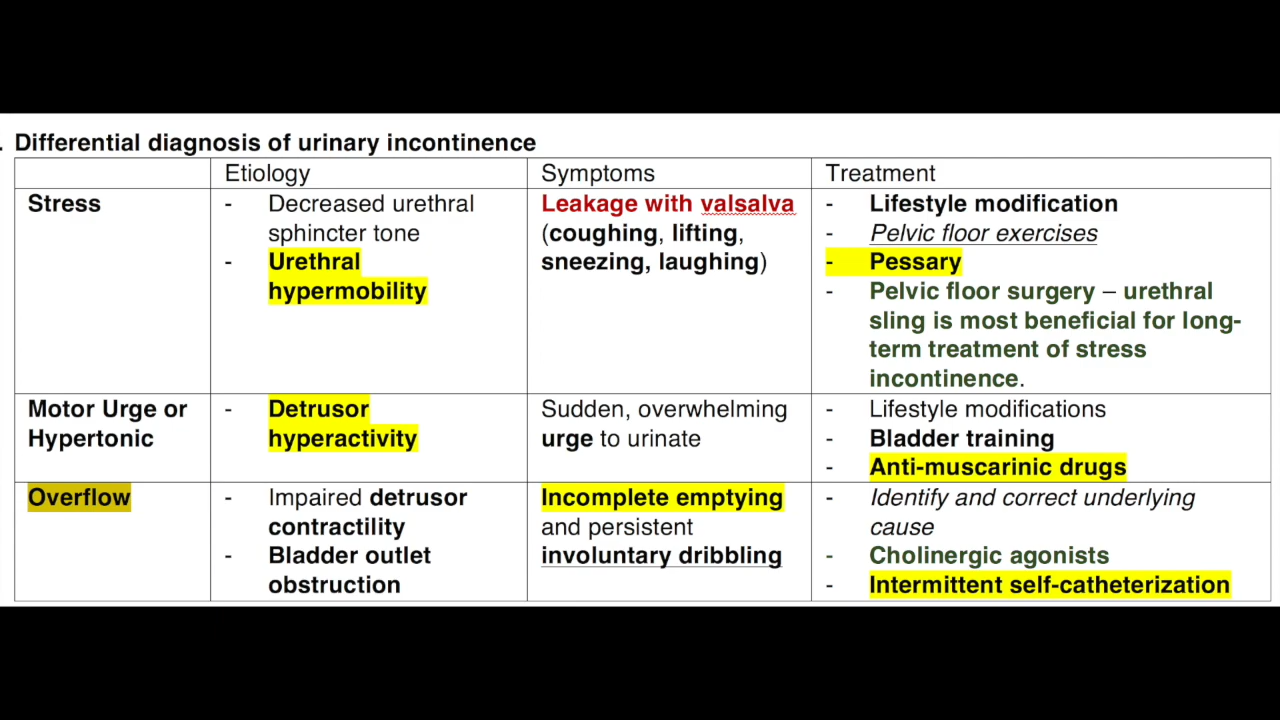 . Differential diagnosis of urinary incontinence
Etiology Symptoms Treatment
Stress
- Decreased urethral
sphincter tone
- Urethral
hypermobility
Leakage with valsalva
(coughing, lifting,
sneezing, laughing)
- Lifestyle modification
- Pelvic floor exercises
- Pessary
- Pelvic floor surgery – urethral
sling is most beneficial for long-
term treatment of stress
incontinence.
Motor Urge or
Hypertonic
- Detrusor
hyperactivity
Sudden, overwhelming
urge to urinate
- Lifestyle modifications
- Bladder training
- Anti-muscarinic drugs
Overflow
- Impaired detrusor
contractility
- Bladder outlet
obstruction
Incomplete emptying
and persistent
involuntary dribbling
- Identify and correct underlying
cause
- Cholinergic agonists
- Intermittent self-catheterization